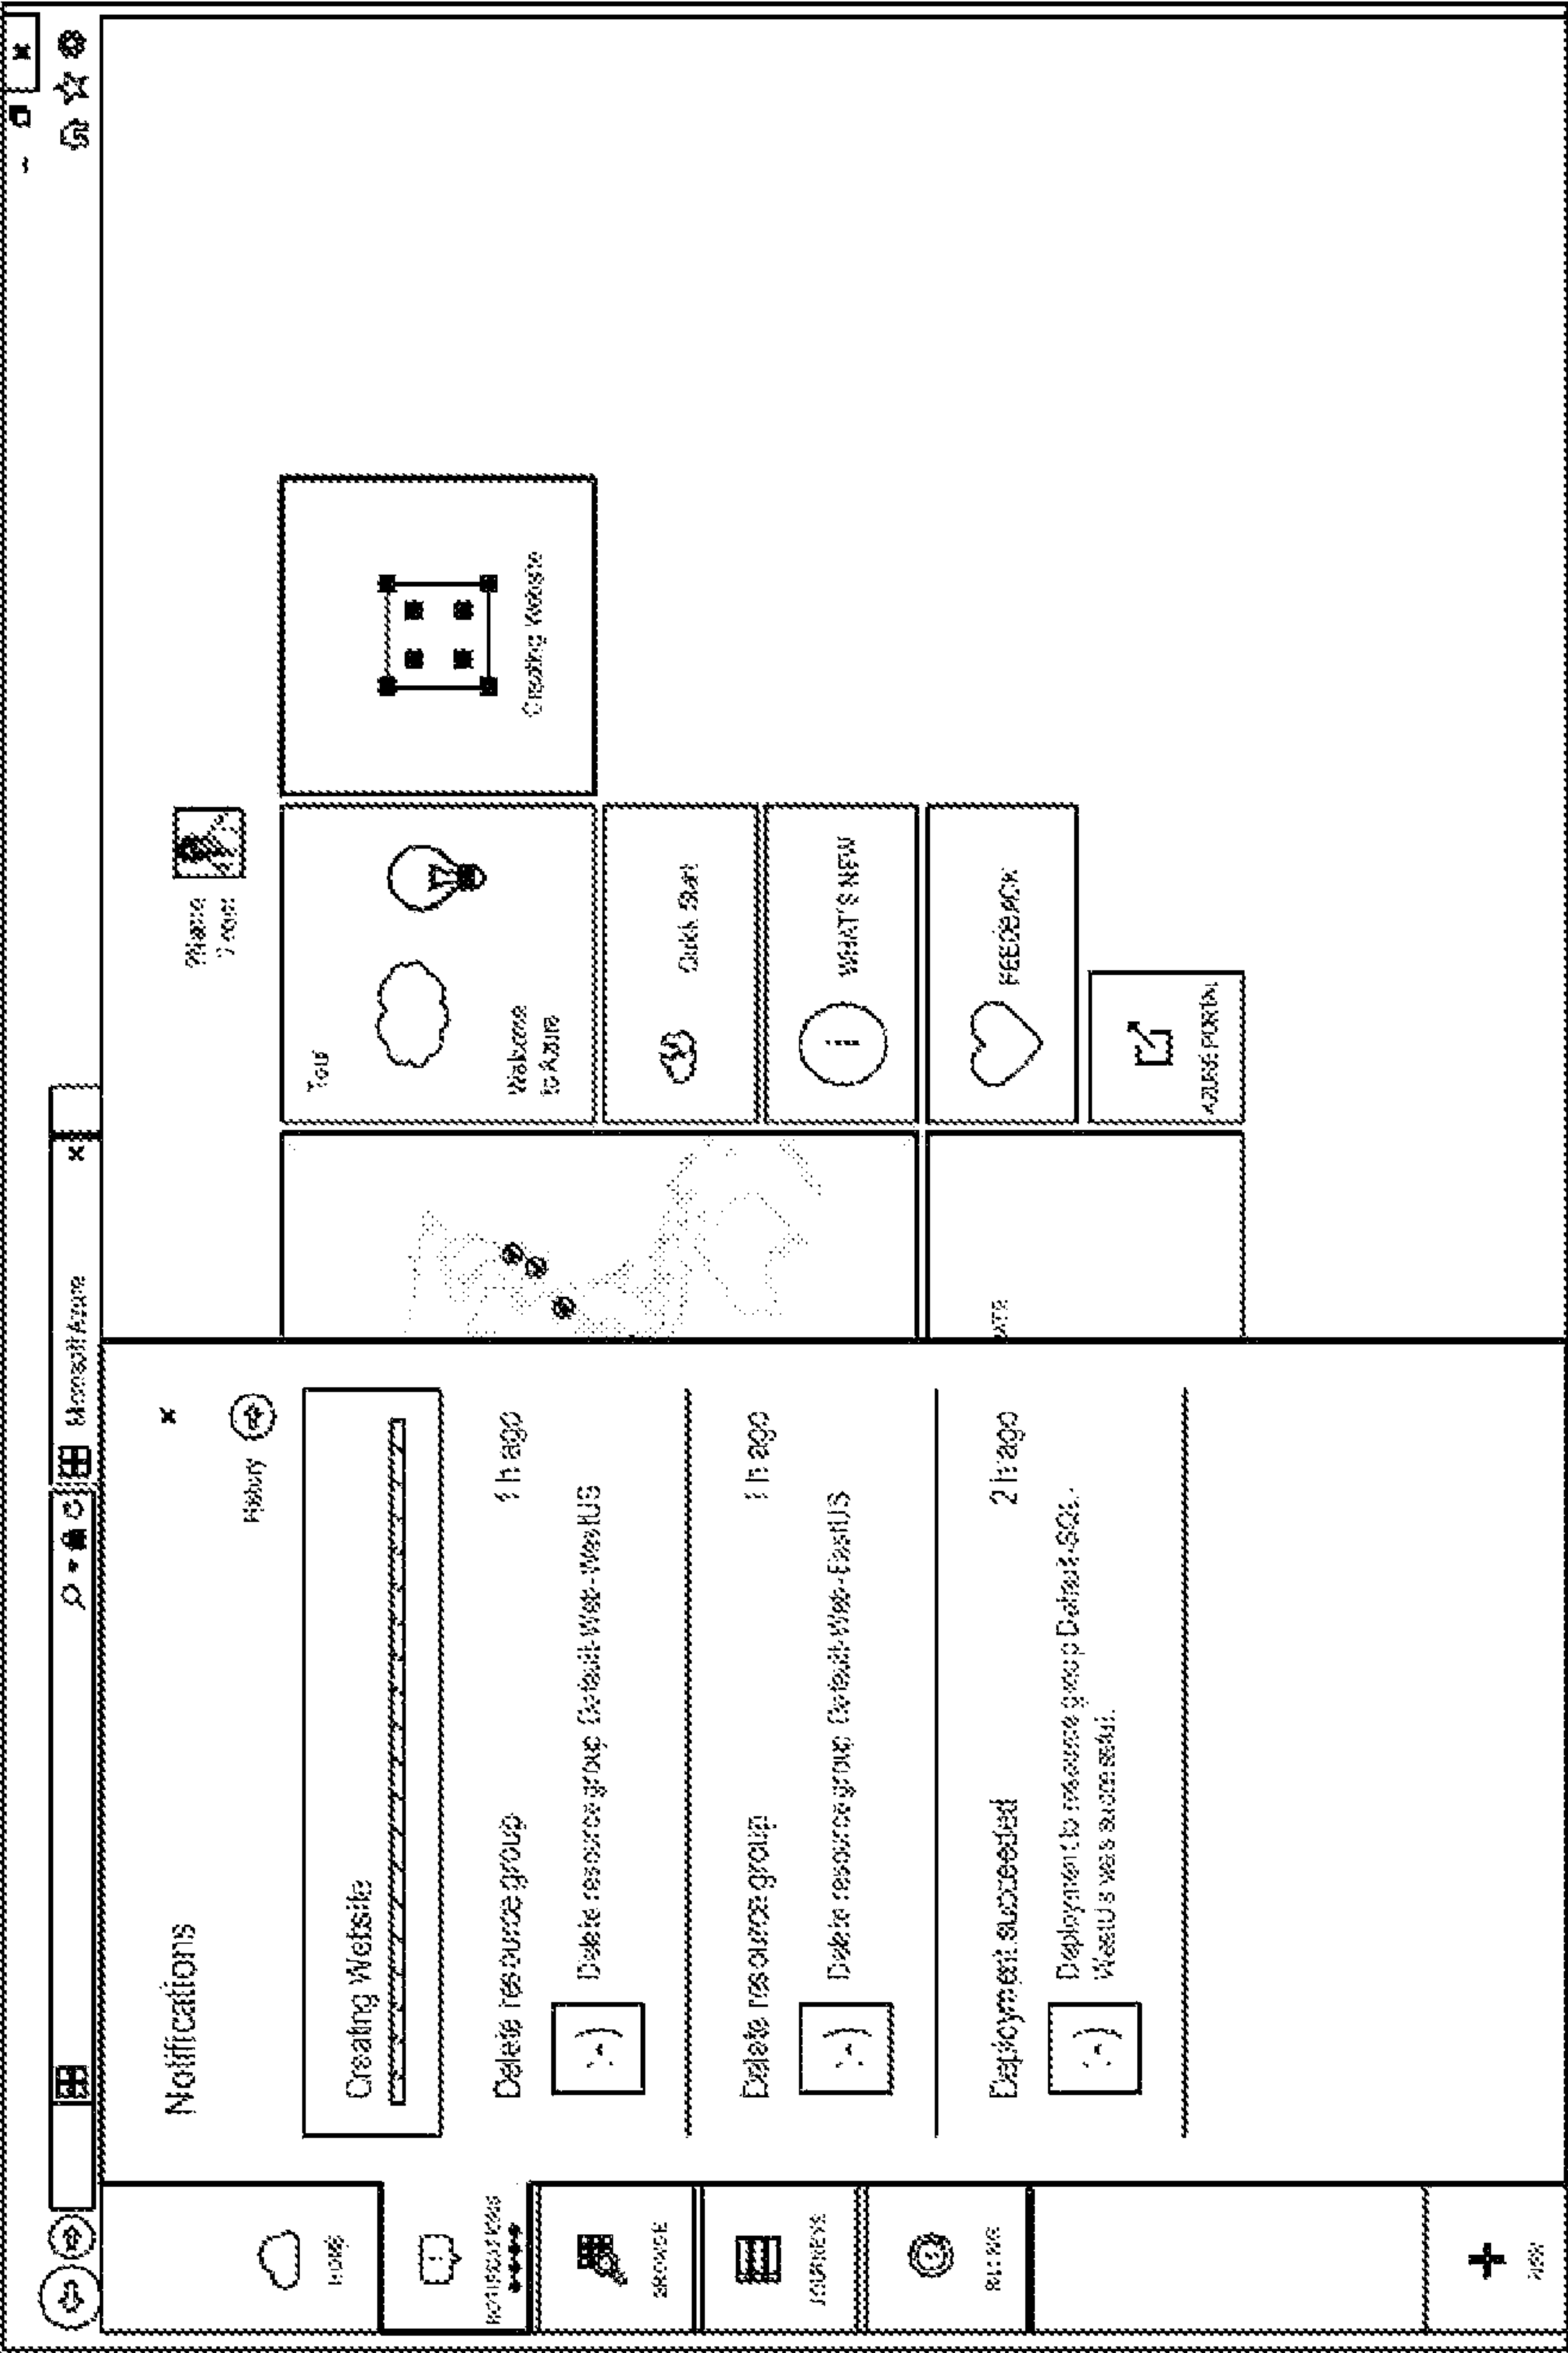 Microsoft Azure
HOME
NOTIFICATIONS
BROWSE
JOURNEYS
BILLING
NEW
Notifications
History
Creating Website
Delete resource group 1 h ago
:-)
Delete resource group Default-Web-WestUS
Delete resource group 1 h ago
:-)
Delete resource group Default-Web-EastUS
Deployment succeeded 2 h ago
:-)
Deployment to resource group Default-SQL-
WestUS was successful.
Tour
Welcome
to Azure
Creating Website
Quick Start
i
WHAT'S NEW
FEEDBACK
AZURE PORTAL